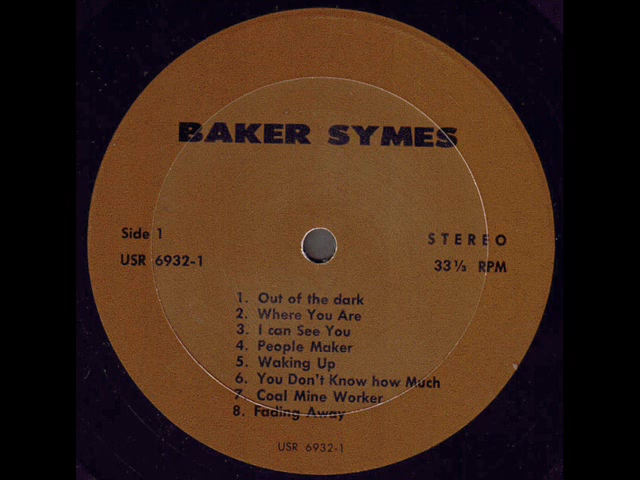 BAKER SYMES
Side 1
USR 6932-1
STEREO
33 1/3 RPM
1. Out of the dark
2. Where You Are
3. I can See You
4. People Maker
5. Waking Up
6. You Don't Know how Much
7 Coal Mine Worker
8. Fading Away
USR 6932-1